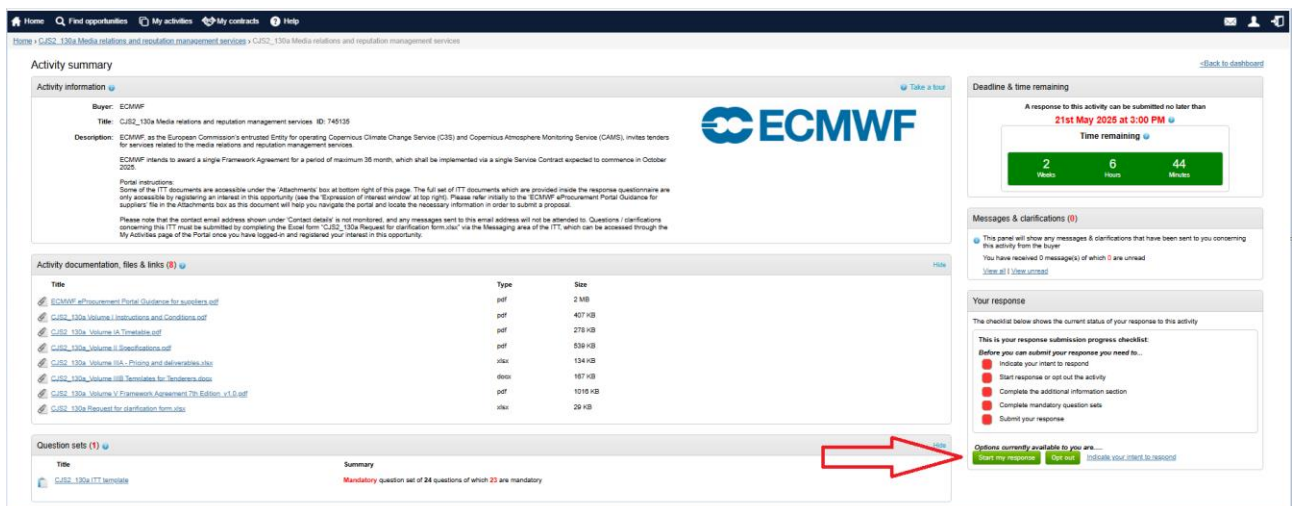 Home Find opportunities My activities My contracts Help
Home › CJS2_130a Media relations and reputation management services › CJS2_130a Media relations and reputation management services
Activity summary
<Back to dashboard
Activity information
Take a tour
Buyer: ECMWF
Title: CJS2_130a Media relations and reputation management services ID: 745135
Description: ECMWF, as the European Commission's entrusted Entity for operating Copernicus Climate Change Service (C3S) and Copernicus Atmosphere Monitoring Service (CAMS), invites tenders
for services related to the media relations and reputation management services.
ECMWF intends to award a single Framework Agreement for a period of maximum 36 month, which shall be implemented via a single Service Contract expected to commence in October
2025.
Portal instructions:
Some of the ITT documents are accessible under the 'Attachments' box at bottom right of this page. The full set of ITT documents which are provided inside the response questionnaire are
only accessible by registering an interest in this opportunity (see the 'Expression of interest window' at top right). Please refer initially to the 'ECMWF eProcurement Portal Guidance for
suppliers' file in the Attachments box as this document will help you navigate the portal and locate the necessary information in order to submit a proposal.
Please note that the contact email address shown under 'Contact details' is not monitored, and any messages sent to this email address will not be attended to. Questions / clarifications
concerning this ITT must be submitted by completing the Excel form "CJS2_130a Request for clarification form.xlsx" via the Messaging area of the ITT, which can be accessed through the
My Activities page of the Portal once you have logged-in and registered your interest in this opportunity.
ECMWF
Activity documentation, files & links (8)
Hide
Title Type Size
ECMWF eProcurement Portal Guidance for suppliers.pdf pdf 2 MB
CJS2_130a Volume I Instructions and Conditions.pdf pdf 407 KB
CJS2_130a_Volume IA Timetable.pdf pdf 278 KB
CJS2_130a_Volume II Specifications.pdf pdf 539 KB
CJS2_130a_Volume IIIA - Pricing and deliverables.xlsx xlsx 134 KB
CJS2_130a_Volume IIIB Templates for Tenderers.docx docx 167 KB
CJS2_130a_Volume V Framework Agreement 7th Edition_v1.0.pdf pdf 1016 KB
CJS2_130a Request for clarification form.xlsx xlsx 29 KB
Question sets (1)
Hide
Title Summary
CJS2_130a ITT template Mandatory question set of 24 questions of which 23 are mandatory
Deadline & time remaining
A response to this activity can be submitted no later than
21st May 2025 at 3:00 PM
Time remaining
2 6 44
Weeks Hours Minutes
Messages & clarifications (0)
This panel will show any messages & clarifications that have been sent to you concerning
this activity from the buyer
You have received 0 message(s) of which 0 are unread
View all | View unread
Your response
The checklist below shows the current status of your response to this activity
This is your response submission progress checklist:
Before you can submit your response you need to...
Indicate your intent to respond
Start response or opt out the activity
Complete the additional information section
Complete mandatory question sets
Submit your response
Options currently available to you are.....
Start my response Opt out Indicate your intent to respond